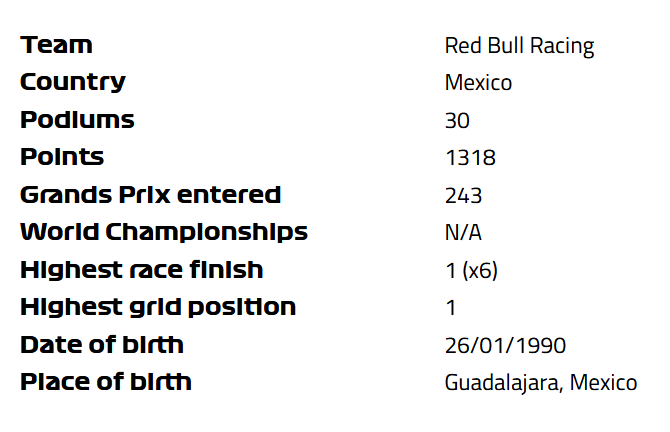 Team Red Bull Racing
Country Mexico
Podiums 30
Points 1318
Grands Prix entered 243
World Championships N/A
Highest race finish 1 (x6)
Highest grid position 1
Date of birth 26/01/1990
Place of birth Guadalajara, Mexico